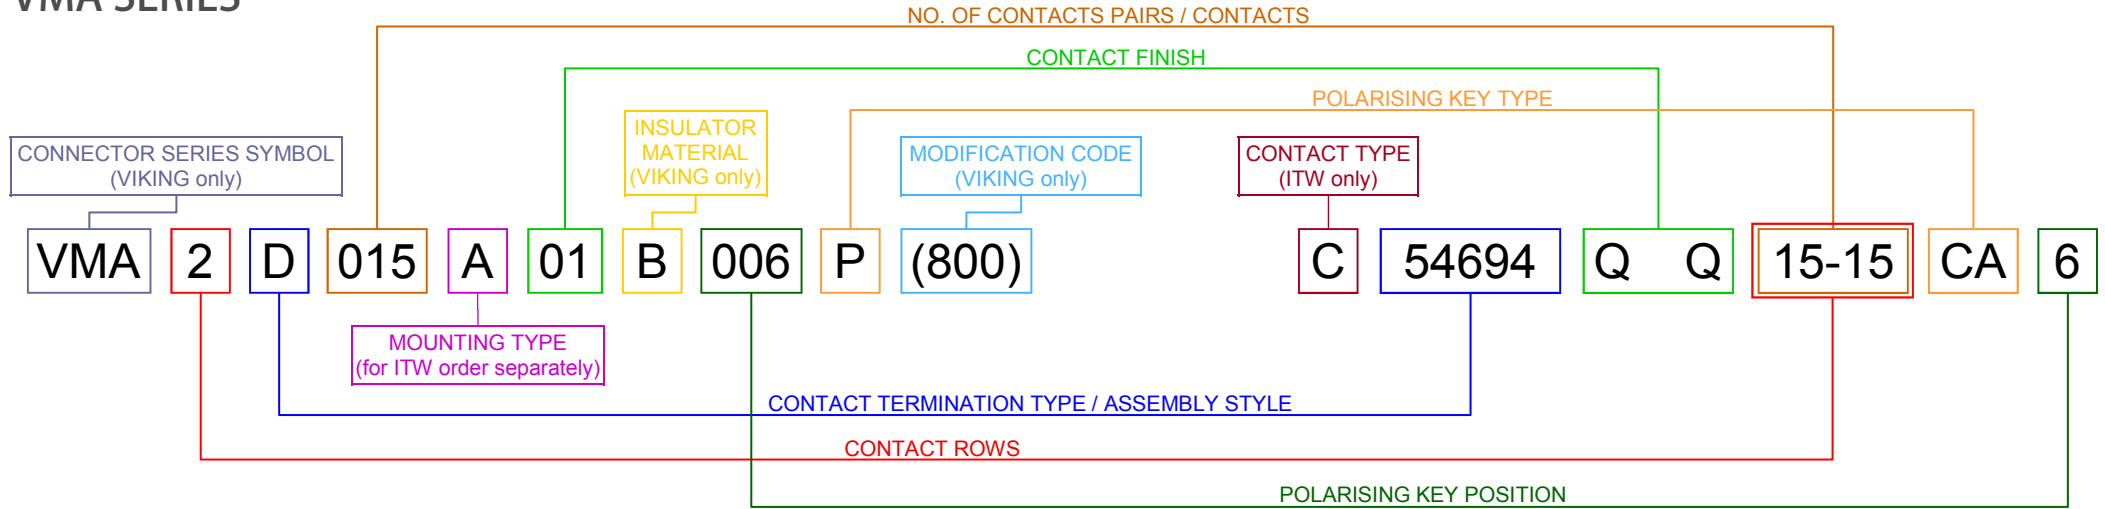 VMA SERIES
NO. OF CONTACTS PAIRS / CONTACTS
CONTACT FINISH
POLARISING KEY TYPE
INSULATOR
MATERIAL
(VIKING only)
CONNECTOR SERIES SYMBOL
(VIKING only)
MODIFICATION CODE
(VIKING only)
CONTACT TYPE
(ITW only)
VMA 2 D 015 A 01 B 006 P (800) C 54694 Q Q 15-15 CA 6
MOUNTING TYPE
(for ITW order separately)
CONTACT TERMINATION TYPE / ASSEMBLY STYLE
CONTACT ROWS
POLARISING KEY POSITION